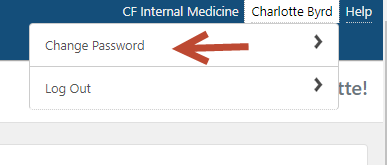 CF Internal Medicine Charlotte Byrd Help
Change Password
Log Out
tte!